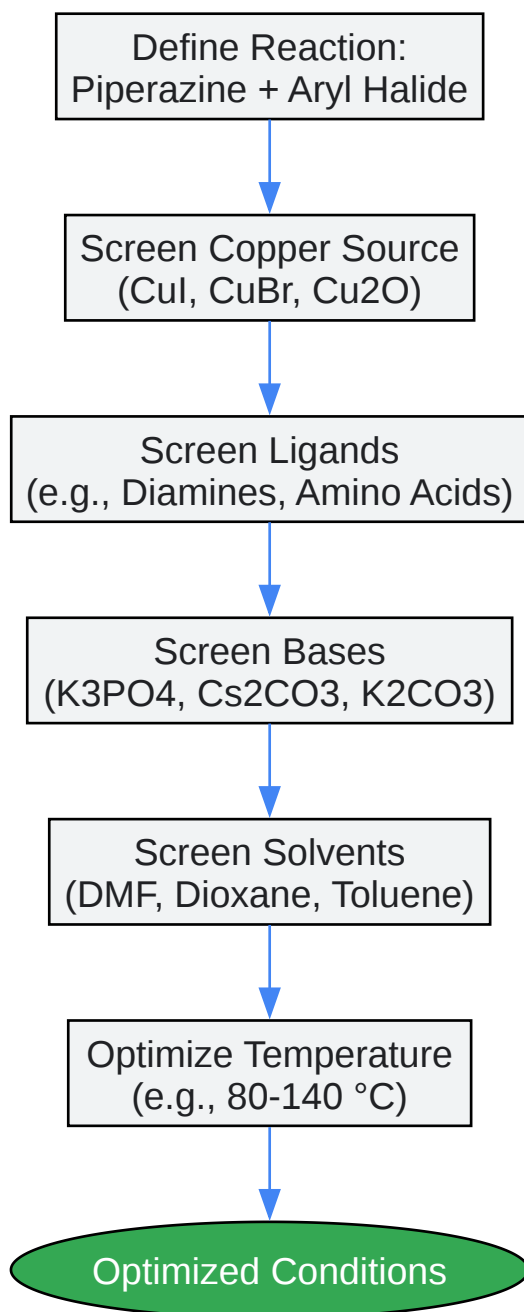 Define Reaction:
Piperazine + Aryl Halide
Screen Copper Source
(CuI, CuBr, Cu2O)
Screen Ligands
(e.g., Diamines, Amino Acids)
Screen Bases
(K3PO4, Cs2CO3, K2CO3)
Screen Solvents
(DMF, Dioxane, Toluene)
Optimize Temperature
(e.g., 80-140 °C)
Optimized Conditions